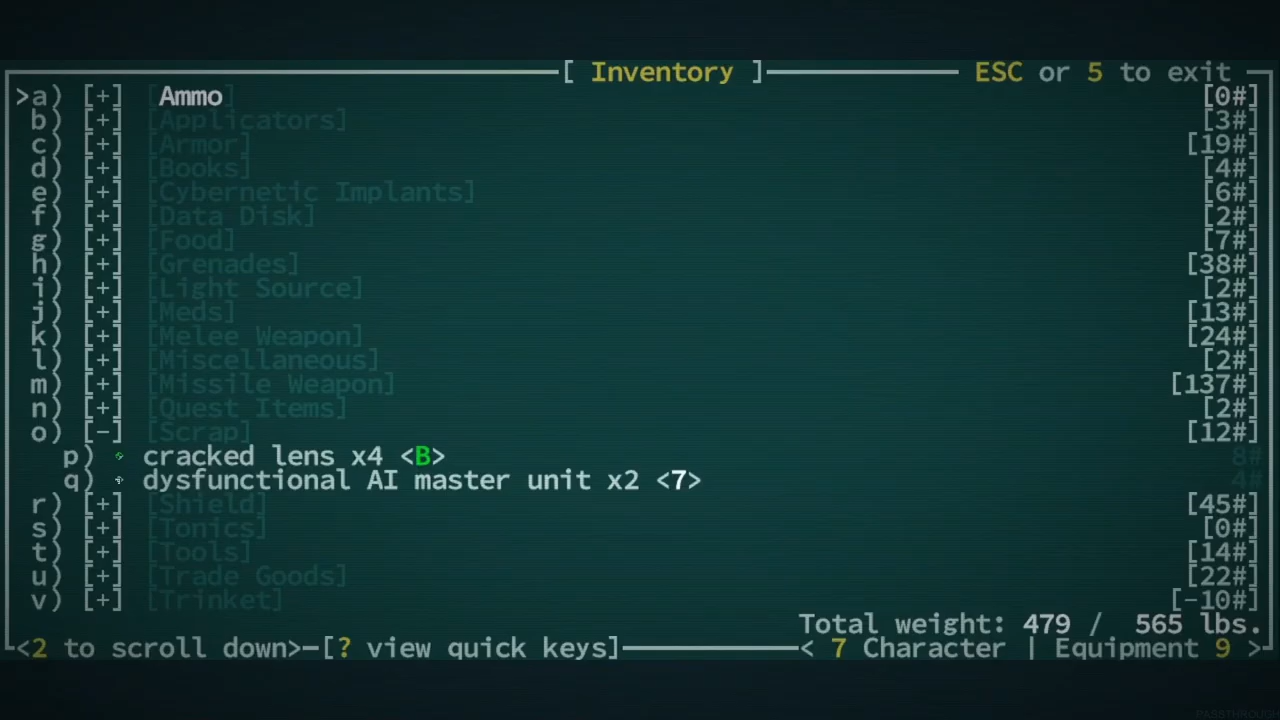 [ Inventory ] ESC or 5 to exit
>a) [+] Ammo [0#]
b) [+] [Applicators] [3#]
c) [+] [Armor] [19#]
d) [+] [Books] [4#]
e) [+] [Cybernetic Implants] [6#]
f) [+] [Data Disk] [2#]
g) [+] [Food] [7#]
h) [+] [Grenades] [38#]
i) [+] [Light Source] [2#]
j) [+] [Meds] [13#]
k) [+] [Melee Weapon] [24#]
l) [+] [Miscellaneous] [2#]
m) [+] [Missile Weapon] [137#]
n) [+] [Quest Items] [2#]
o) [-] [Scrap] [12#]
p) cracked lens x4 <B> 8#
q) dysfunctional AI master unit x2 <7> 4#
r) [+] [Shield] [45#]
s) [+] [Tonics] [0#]
t) [+] [Tools] [14#]
u) [+] [Trade Goods] [22#]
v) [+] [Trinket] [-10#]
Total weight: 479 / 565 lbs.
<2 to scroll down> [? view quick keys] < 7 Character | Equipment 9 >